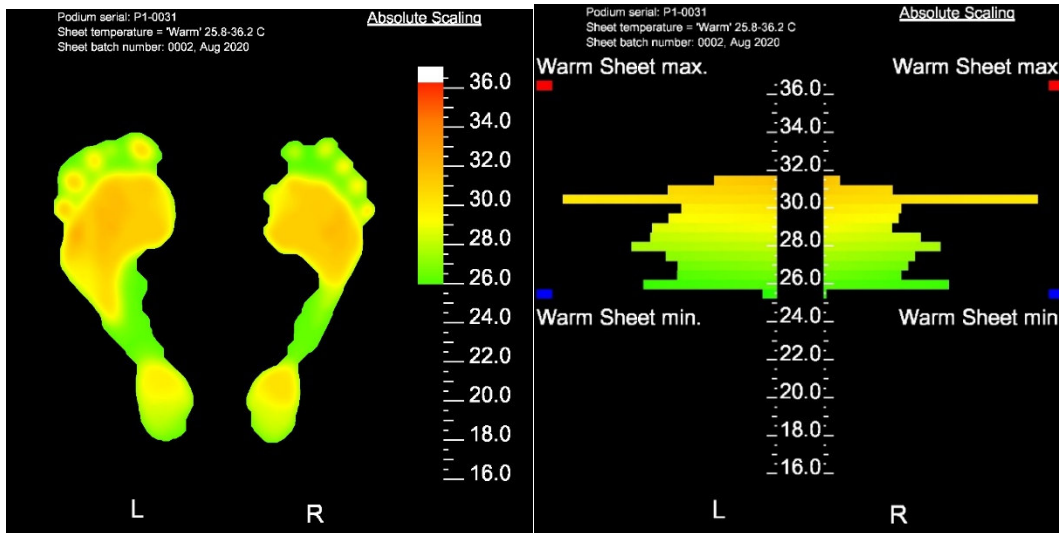 Podium serial: P1-0031
Absolute Scaling
Sheet temperature = 'Warm' 25.8-36.2 C
Sheet batch number: 0002, Aug 2020
36.0
34.0
32.0
30.0
28.0
26.0
24.0
22.0
20.0
18.0
16.0
L R
Podium serial: P1-0031
Absolute Scaling
Sheet temperature = 'Warm' 25.8-36.2 C
Sheet batch number: 0002, Aug 2020
Warm Sheet max. Warm Sheet max
36.0
34.0
32.0
30.0
28.0
26.0
24.0
Warm Sheet min. Warm Sheet min
22.0
20.0
18.0
16.0
L R